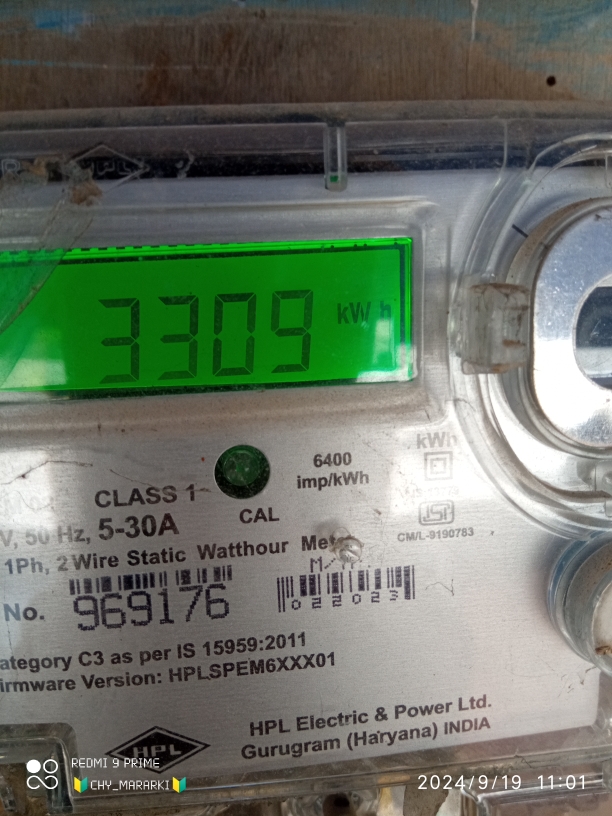 3309 kWh
6400
imp/kWh
kWh
CLASS 1
CAL
V, 50 Hz, 5-30A
CM/L-9190783
1Ph, 2 Wire Static Watthour
M/
No. 969176
022023
ategory C3 as per IS 15959:2011
irmware Version: HPLSPEM6XXX01
HPL Electric & Power Ltd.
Gurugram (Haryana) INDIA
HPL
REDMI 9 PRIME
🔰CHY_MARARKI🔰
2024/9/19 11:01